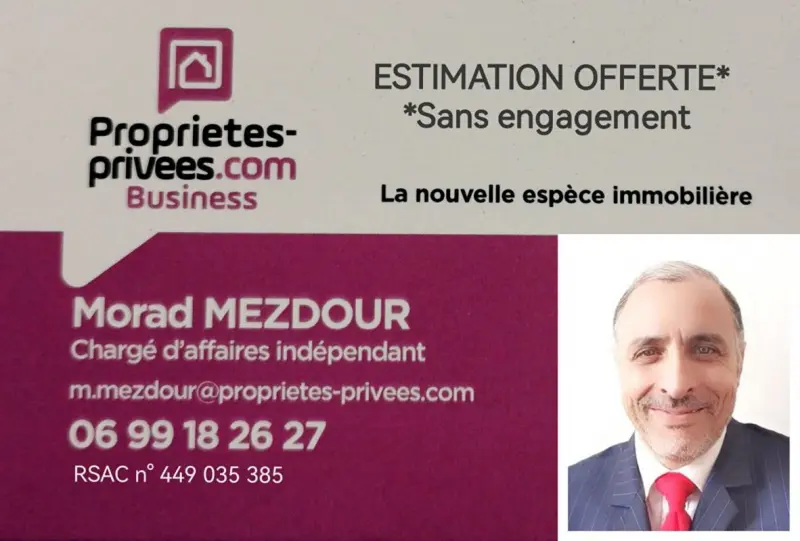 Proprietes-
privees.com
Business
ESTIMATION OFFERTE*
*Sans engagement
La nouvelle espèce immobilière
Morad MEZDOUR
Chargé d'affaires indépendant
m.mezdour@proprietes-privees.com
06 99 18 26 27
RSAC n° 449 035 385